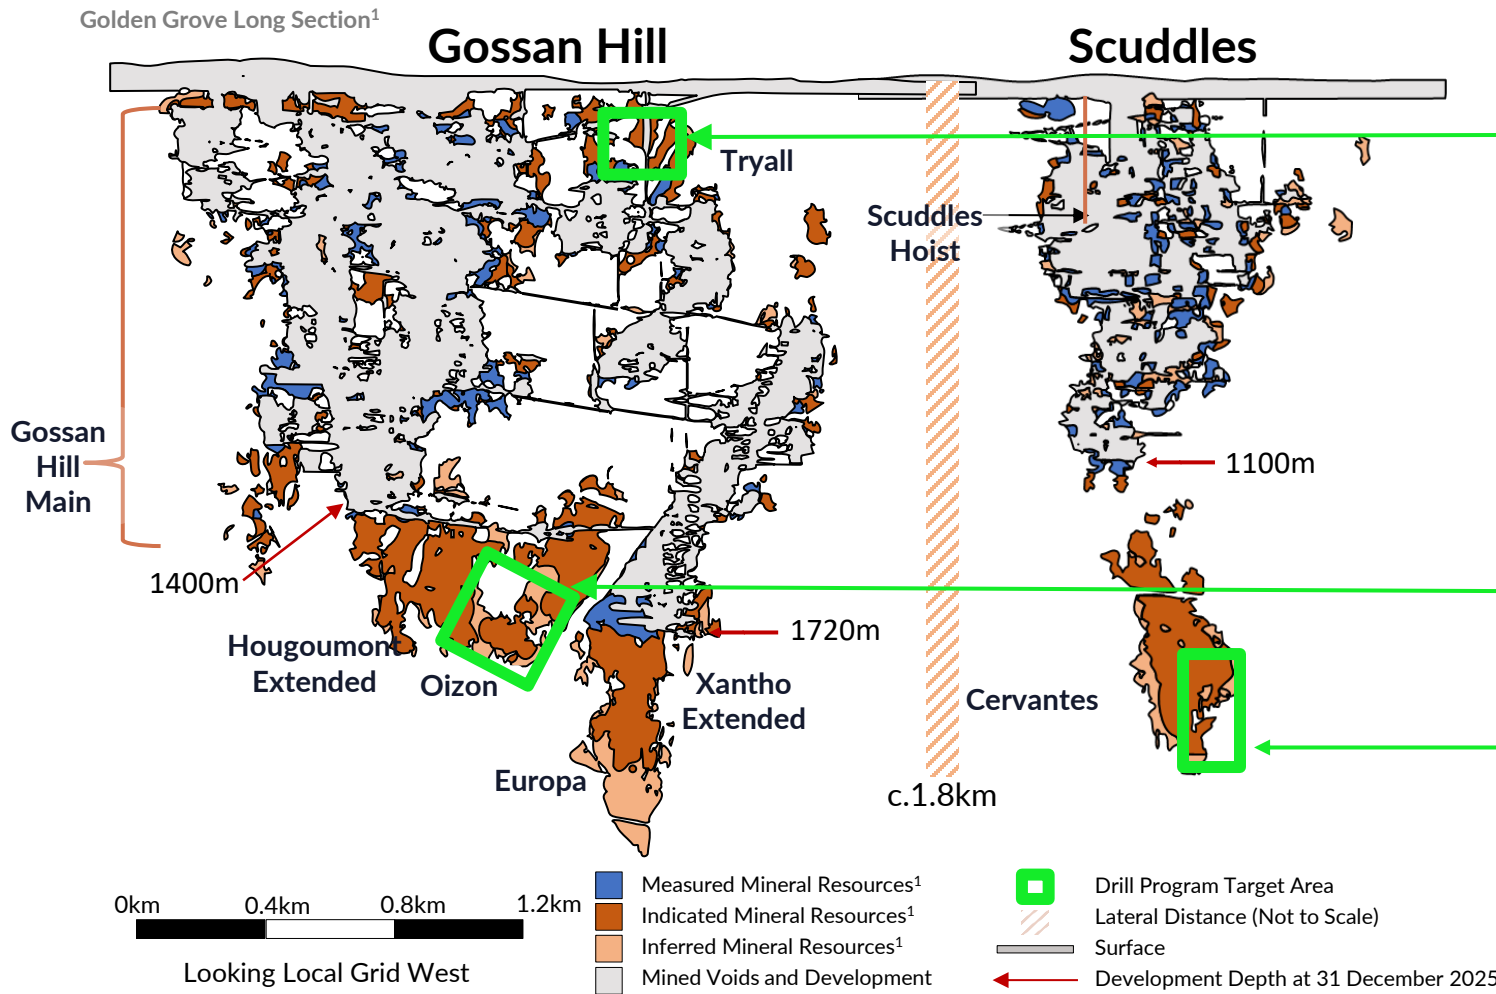 Golden Grove Long Section¹
Gossan Hill
Scuddles
Tryall
Scuddles
Hoist
Gossan
Hill
Main
1100m
1400m
1720m
Hougoumont
Extended
Oizon
Xantho
Extended
Cervantes
Europa
c.1.8km
0km
0.4km
0.8km
1.2km
Looking Local Grid West
Measured Mineral Resources¹
Indicated Mineral Resources¹
Inferred Mineral Resources¹
Mined Voids and Development
Drill Program Target Area
Lateral Distance (Not to Scale)
Surface
Development Depth at 31 December 2025